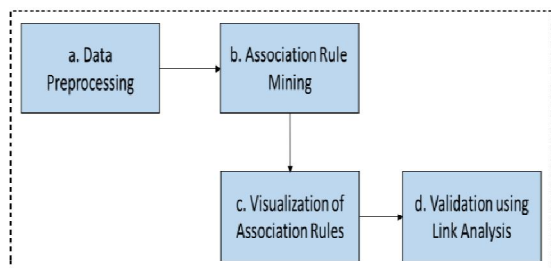 a. Data
Preprocessing
b. Association Rule
Mining
c. Visualization of
Association Rules
d. Validation using
Link Analysis